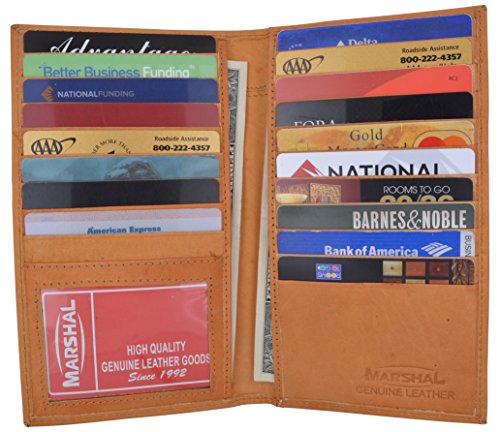 Advantage
Better Business Funding
NATIONALFUNDING
AAA
Roadside Assistance
800-222-4357
American Express
MARSHAL
HIGH QUALITY
GENUINE LEATHER GOODS
Since 1992
Delta
AAA
Roadside Assistance
800-222-4357
Gold
MasterCard
NATIONAL
ROOMS TO GO
BARNES&NOBLE
Bank of America
BUSIN
MARSHAL
GENUINE LEATHER